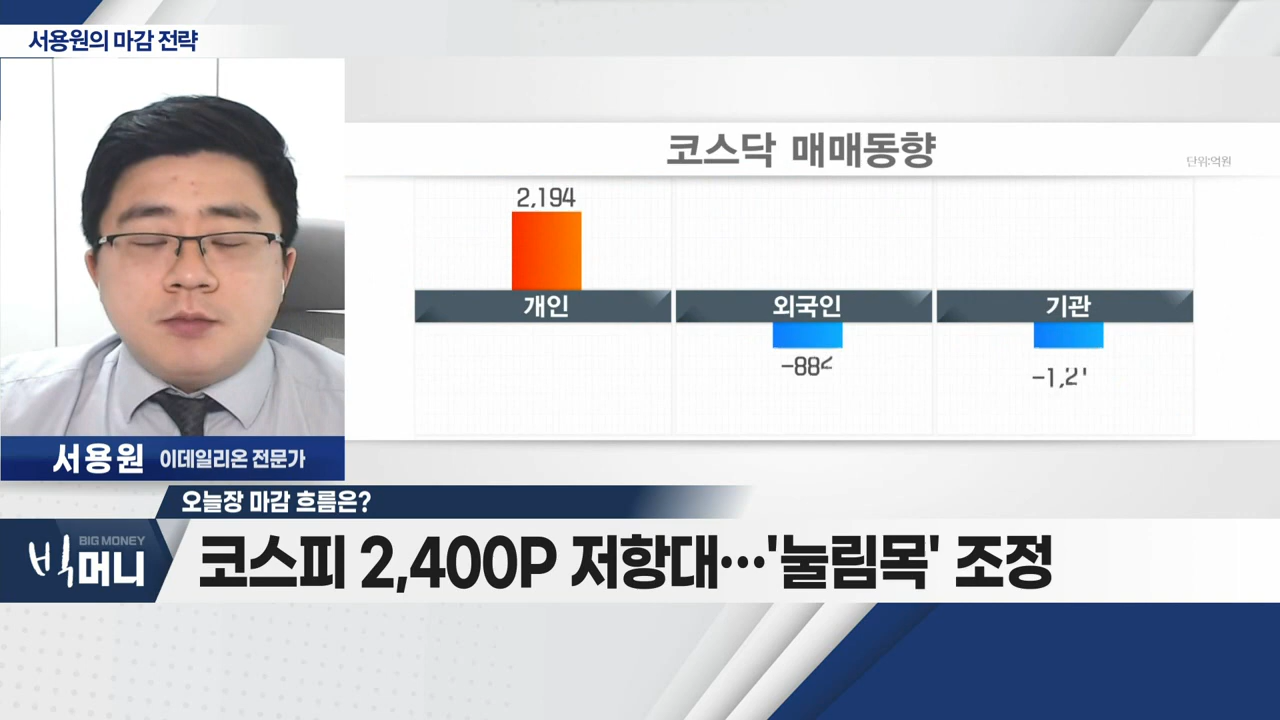 서용원의 마감 전략
코스닥 매매동향
단위:억원
2,194
개인
외국인
기관
서용원 이데일리온 전문가
오늘장 마감 흐름은?
BIG MONEY
빅머니
코스피 2,400P 저항대…'눌림목' 조정